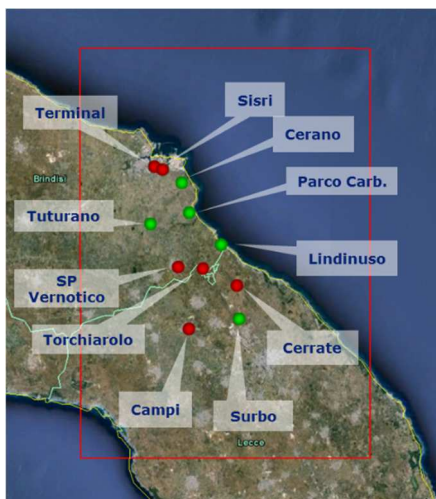 Sisri
Terminal
Cerano
Brindisi
Parco Carb.
Tuturano
Lindinuso
SP
Vernotico
Torchiarolo
Cerrate
Campi
Surbo
Lecce